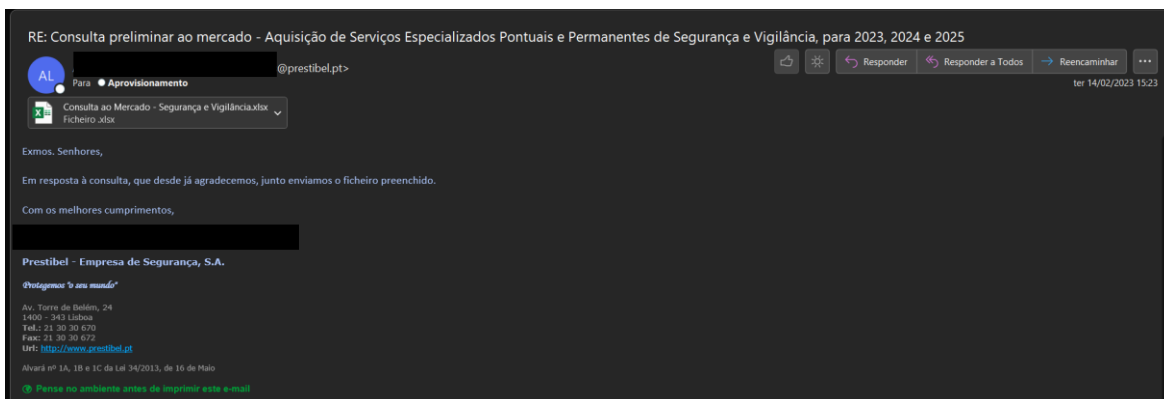 RE: Consulta preliminar ao mercado - Aquisição de Serviços Especializados Pontuais e Permanentes de Segurança e Vigilância, para 2023, 2024 e 2025
AL
@prestibel.pt>
Para Aprovisionamento
Responder
Responder a Todos
Reencaminhar
ter 14/02/2023 15:23
Consulta ao Mercado - Segurança e Vigilância.xlsx
Ficheiro .xlsx
Exmos. Senhores,
Em resposta à consulta, que desde já agradecemos, junto enviamos o ficheiro preenchido.
Com os melhores cumprimentos,
Prestibel - Empresa de Segurança, S.A.
Protegemos "o seu mundo"
Av. Torre de Belém, 24
1400 - 343 Lisboa
Tel.: 21 30 30 670
Fax: 21 30 30 672
Url: http://www.prestibel.pt
Alvará nº 1A, 1B e 1C da Lei 34/2013, de 16 de Maio
Pense no ambiente antes de imprimir este e-mail